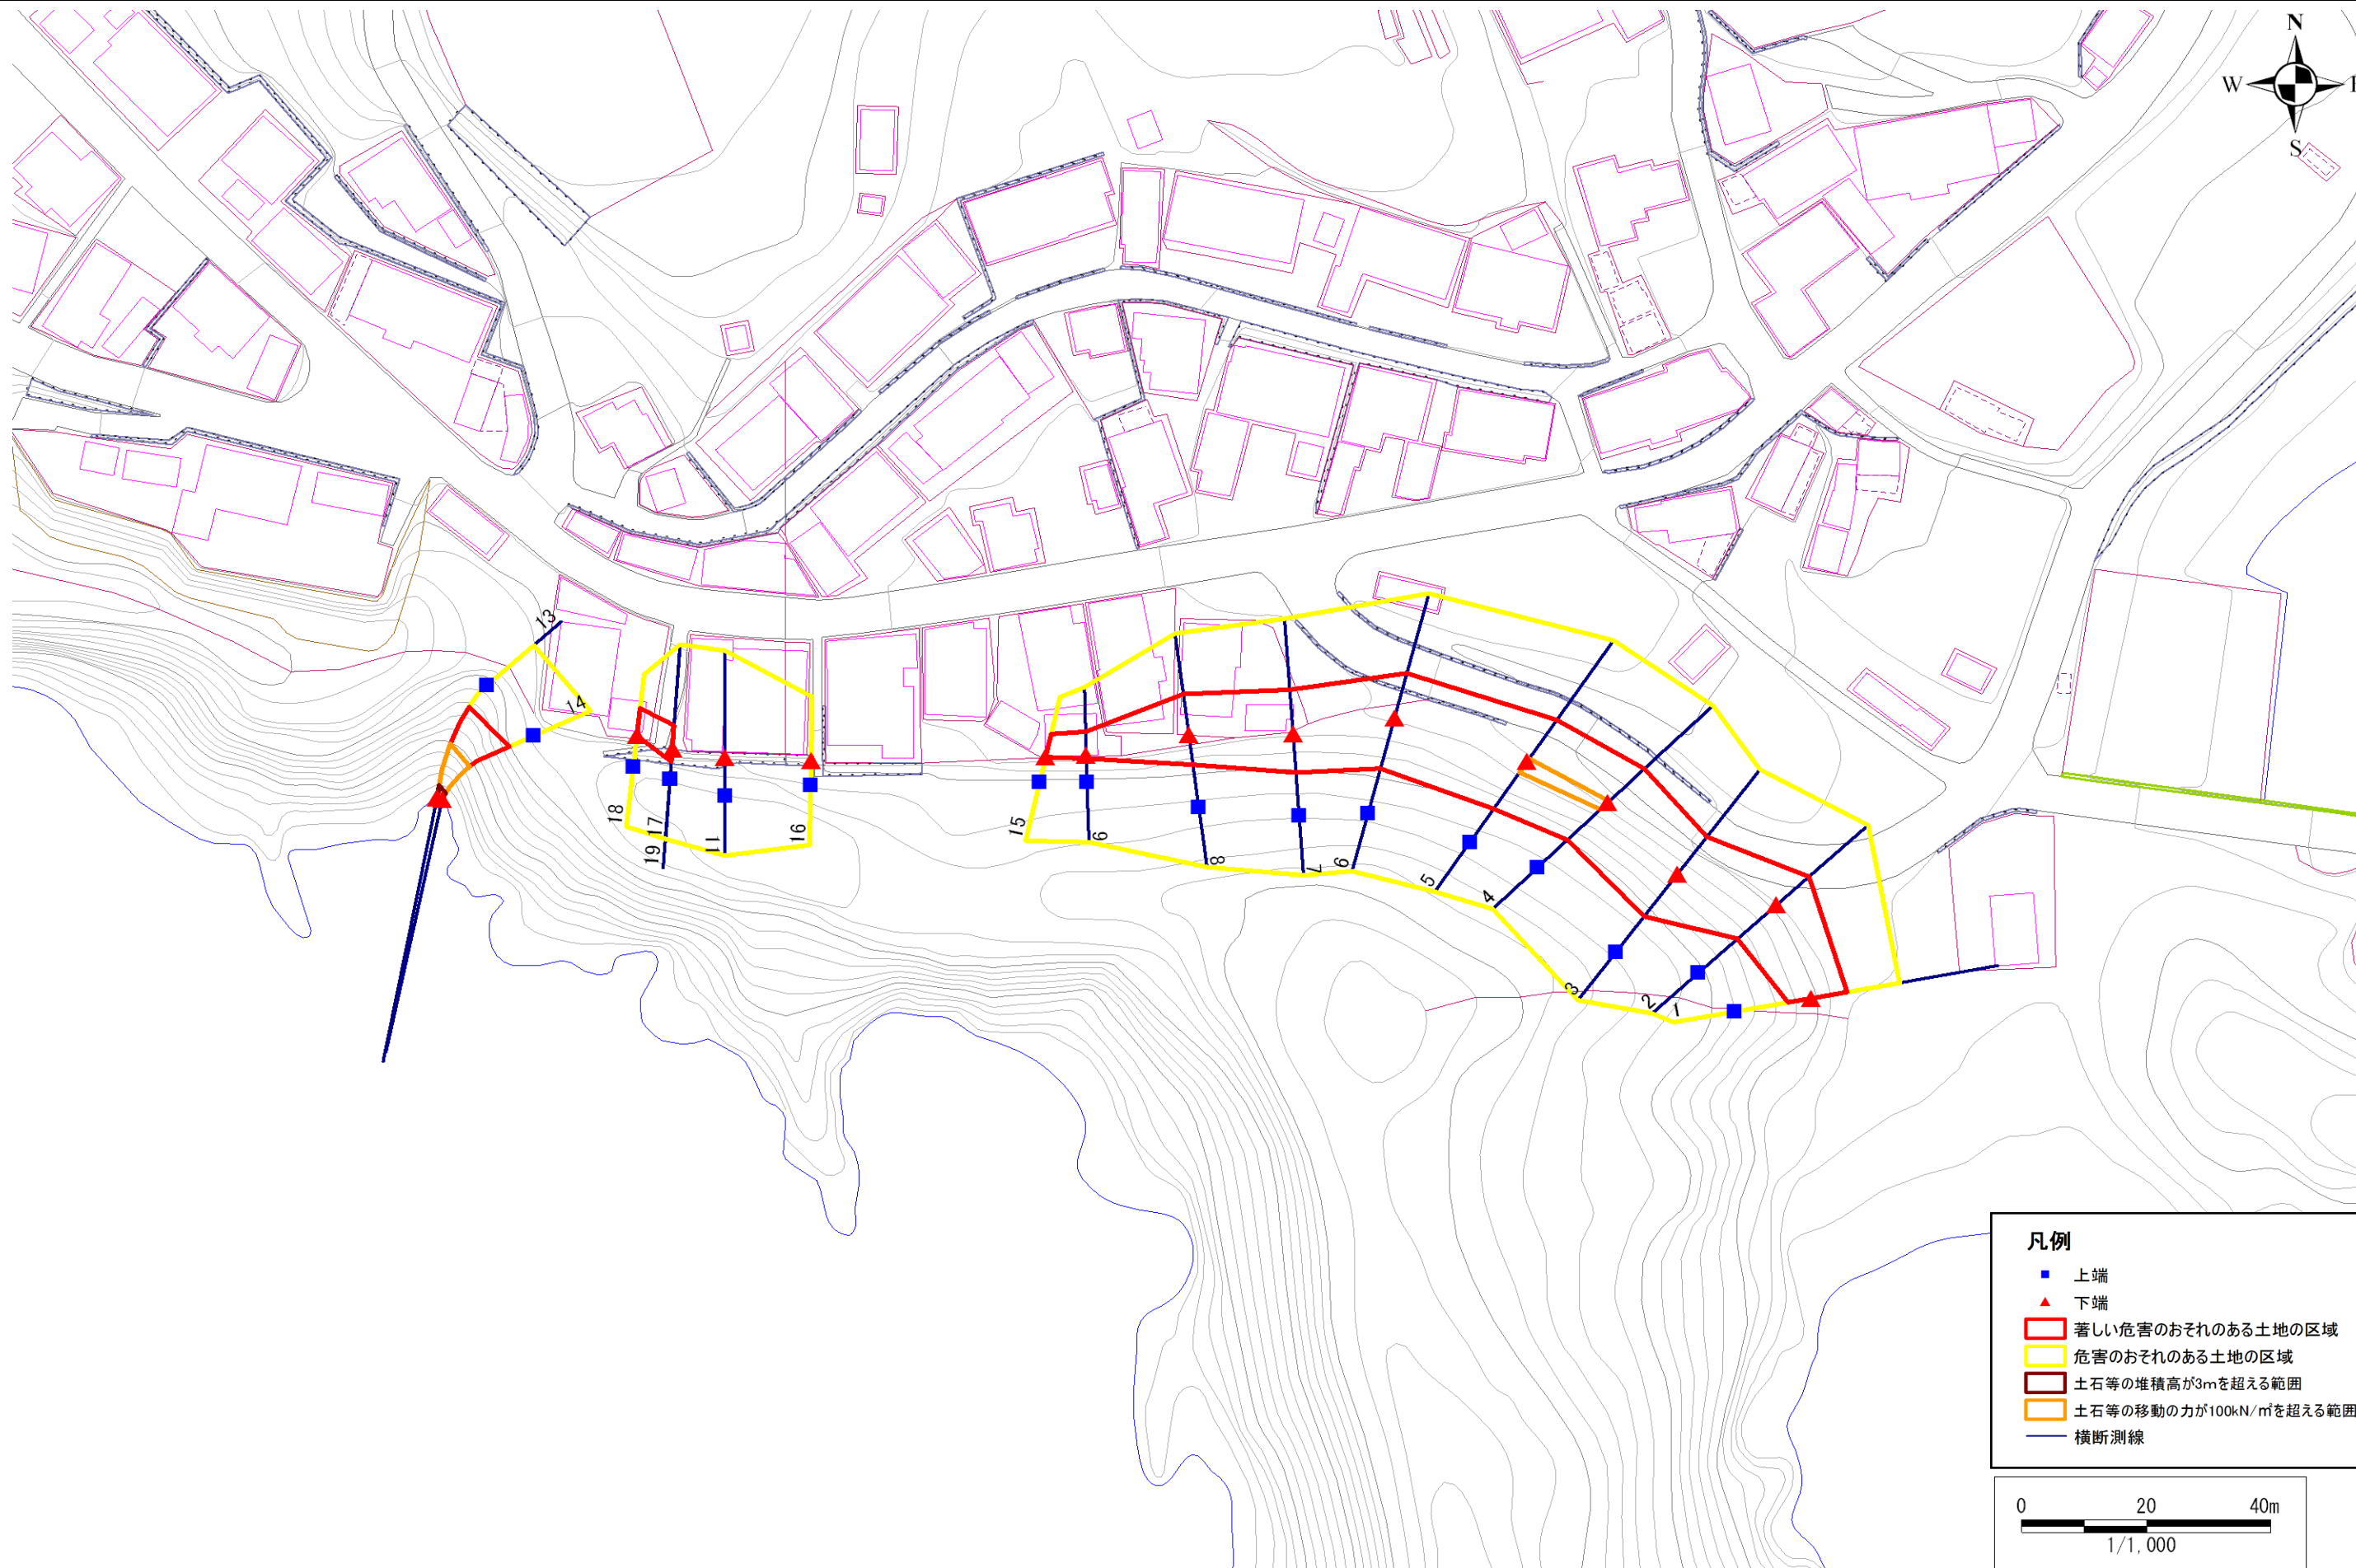 N
W
S
13
14
18
17
19
11
16
15
9
8
7
6
5
4
3
2
1
凡例
上端
下端
著しい危害のおそれのある土地の区域
危害のおそれのある土地の区域
土石等の堆積高が3mを超える範囲
土石等の移動の力が100kN/㎡を超える範囲
横断測線
0 20 40m
1/1,000